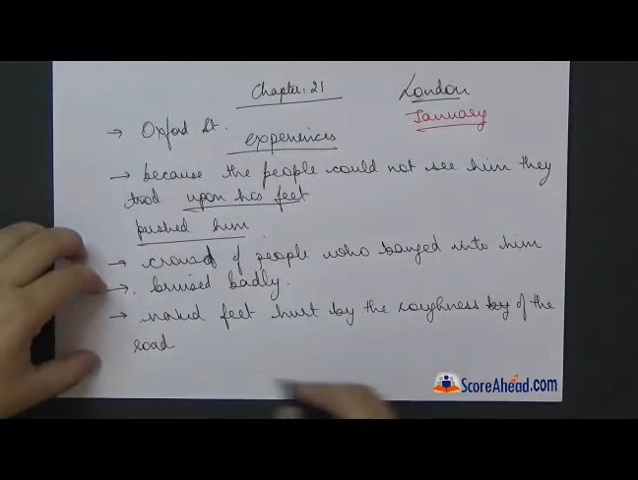 Chapter: 21
London
January
→ Oxford St.
experiences
→ because the people could not see him they
trod upon his feet
pushed him
→ crowd of people who banged into him
→ . bruised badly.
→ naked feet hurt by the roughness by of the
road
ScoreAhead.com